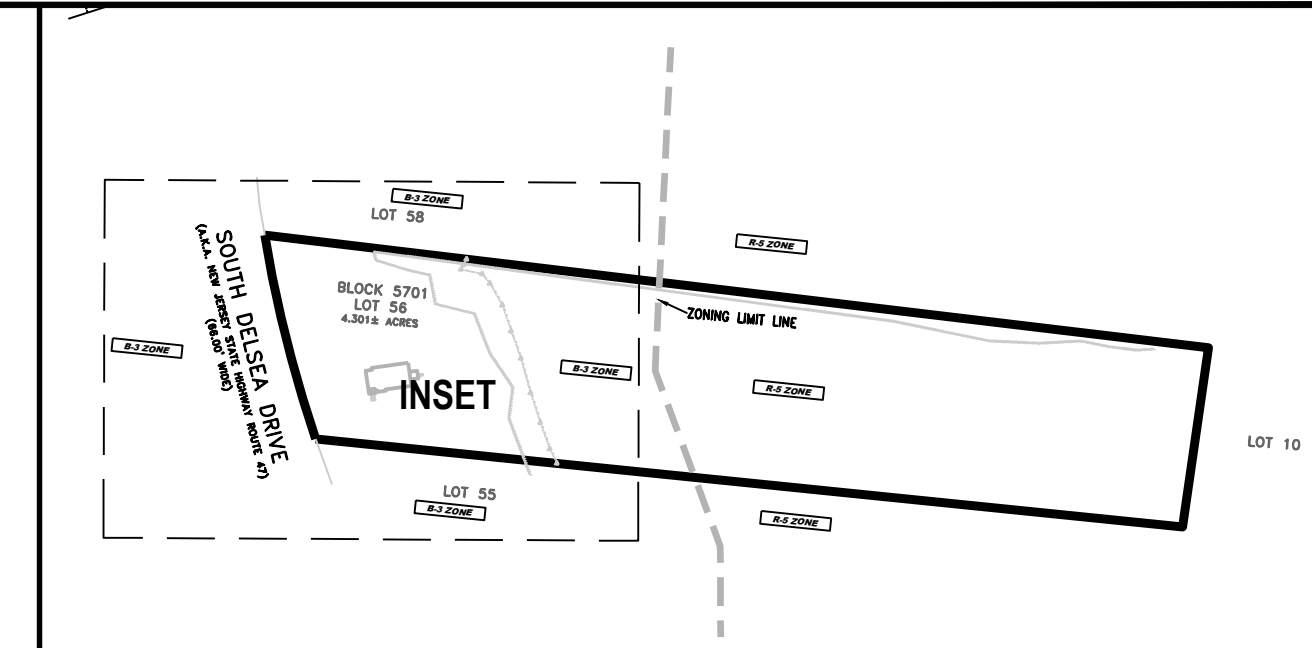 B-3 ZONE
LOT 58
R-5 ZONE
SOUTH DELSEA DRIVE
(A.K.A. NEW JERSEY STATE HIGHWAY ROUTE 47)
(66.00' WIDE)
BLOCK 5701
LOT 56
4.301± ACRES
ZONING LIMIT LINE
B-3 ZONE
B-3 ZONE
INSET
R-5 ZONE
LOT 10
LOT 55
B-3 ZONE
R-5 ZONE